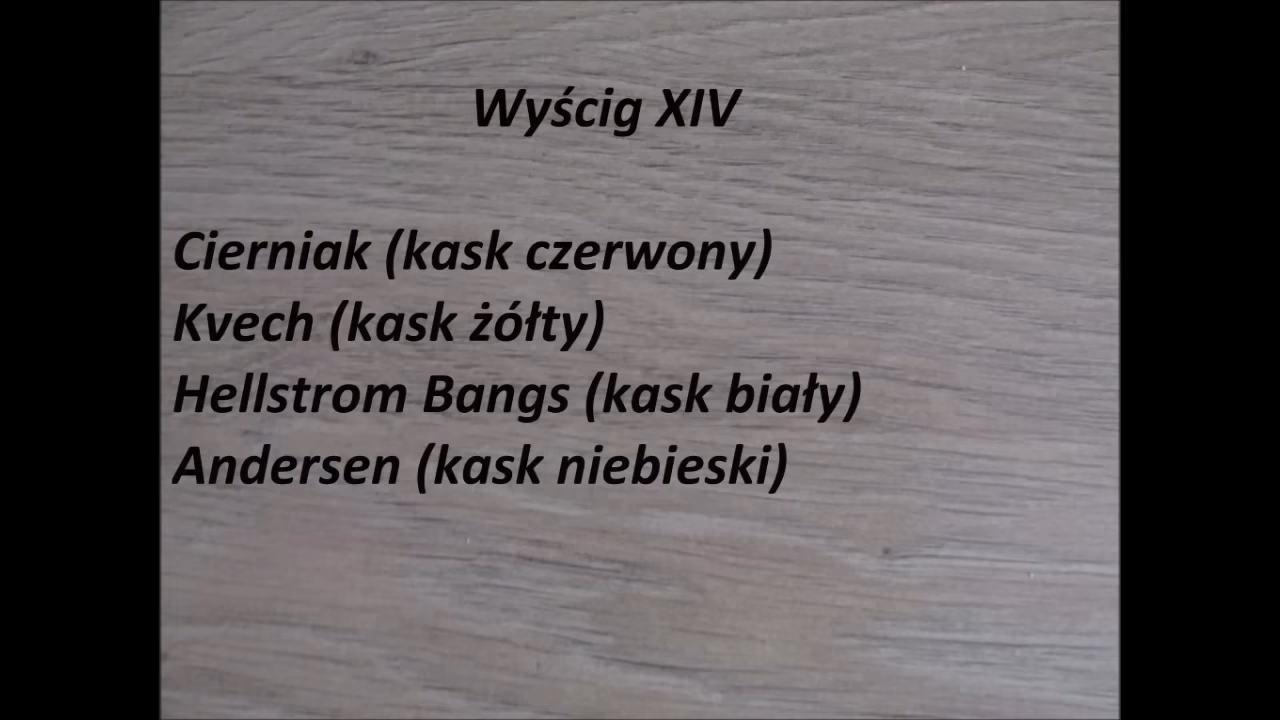 Wyścig XIV
Cierniak (kask czerwony)
Kvech (kask żółty)
Hellstrom Bangs (kask biały)
Andersen (kask niebieski)